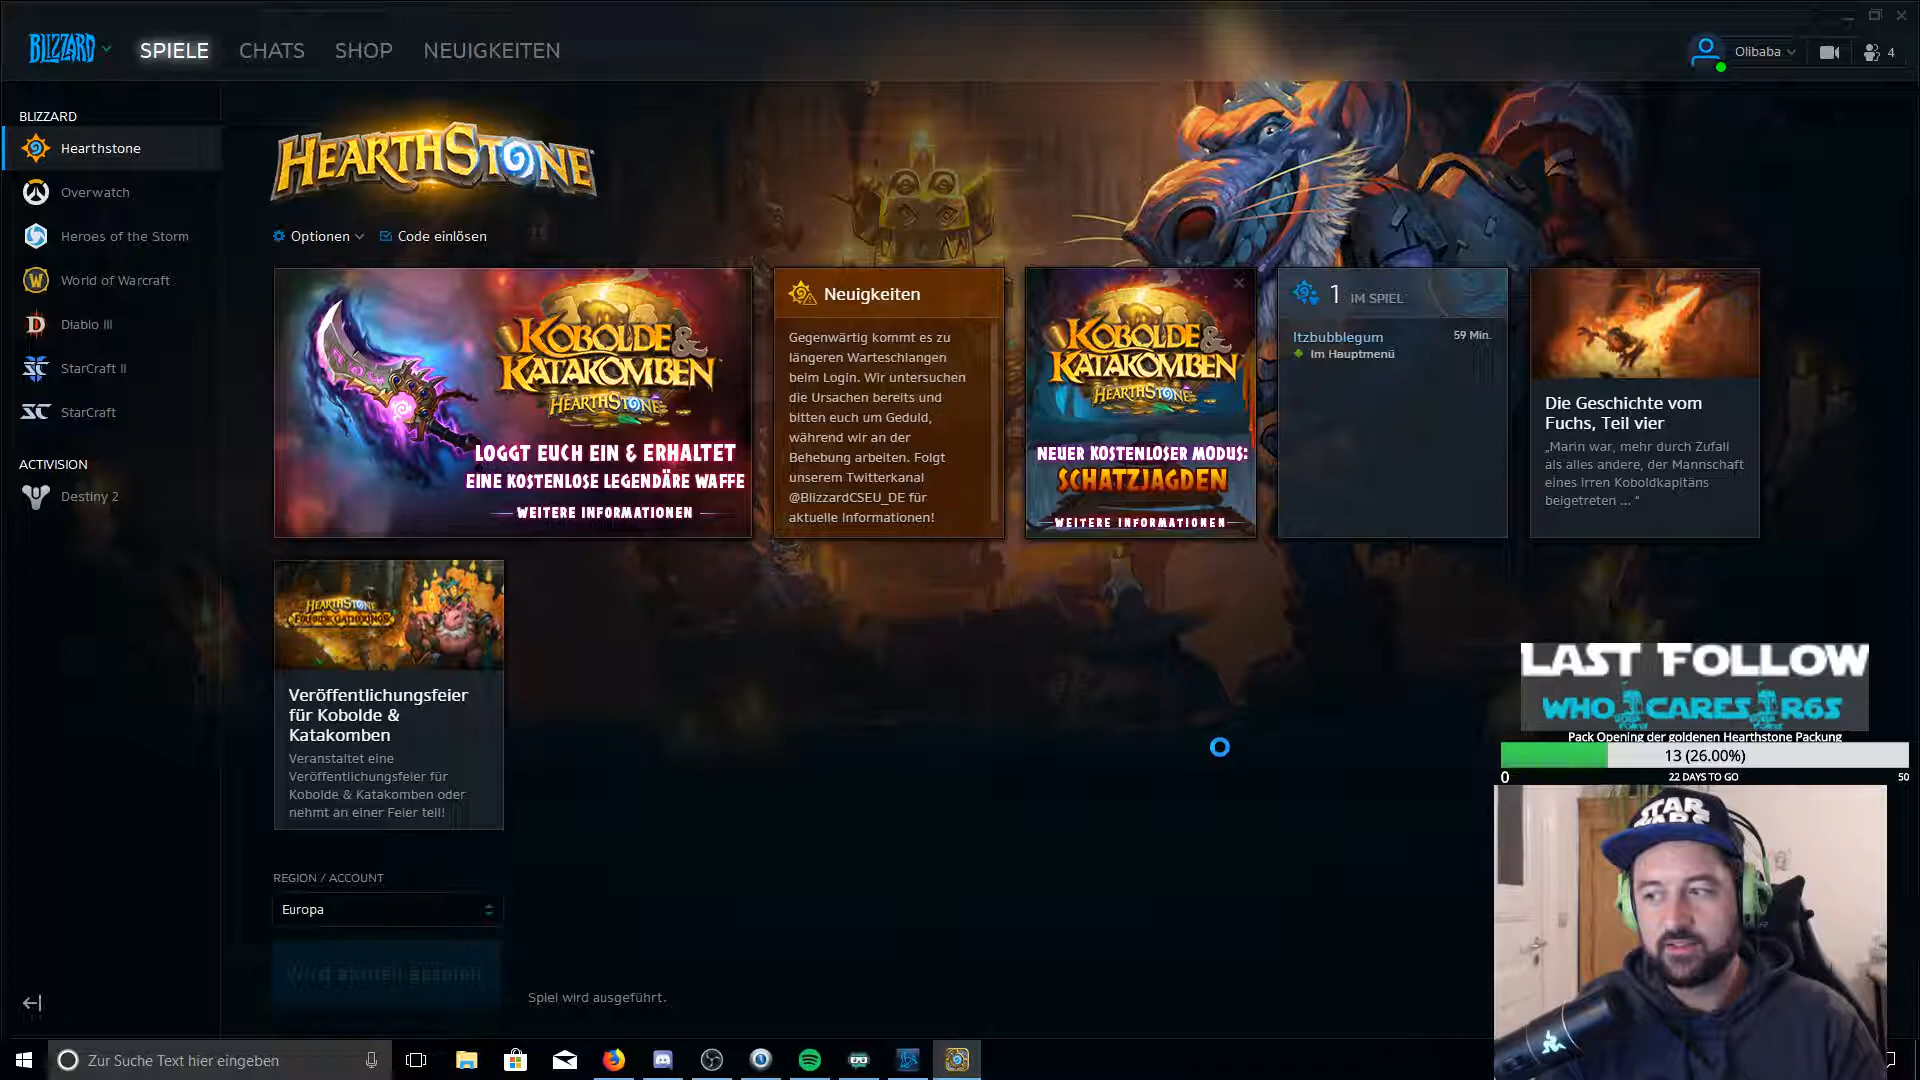 BLIZZARD
SPIELE
CHATS
SHOP
NEUIGKEITEN
Olibaba
4
BLIZZARD
Hearthstone
Overwatch
Heroes of the Storm
World of Warcraft
Diablo III
StarCraft II
StarCraft
ACTIVISION
Destiny 2
HEARTHSTONE
Optionen
Code einlösen
KOBOLDE &
KATAKOMBEN
HEARTHSTONE
LOGGT EUCH EIN & ERHALTET
EINE KOSTENLOSE LEGENDÄRE WAFFE
WEITERE INFORMATIONEN
Neuigkeiten
Gegenwärtig kommt es zu
längeren Warteschlangen
beim Login. Wir untersuchen
die Ursachen bereits und
bitten euch um Geduld,
während wir an der
Behebung arbeiten. Folgt
unserem Twitterkanal
@BlizzardCSEU_DE für
aktuelle Informationen!
KOBOLDE &
KATAKOMBEN
HEARTHSTONE
NEUER KOSTENLOSER MODUS:
SCHATZJAGDEN
WEITERE INFORMATIONEN
1 IM SPIEL
Itzbubblegum
59 Min.
Im Hauptmenü
Die Geschichte vom
Fuchs, Teil vier
„Marin war, mehr durch Zufall
als alles andere, der Mannschaft
eines irren Koboldkapitäns
beigetreten ... "
HEARTHSTONE
FIRESIDE GATHERINGS
Veröffentlichungsfeier
für Kobolde &
Katakomben
Veranstaltet eine
Veröffentlichungsfeier für
Kobolde & Katakomben oder
nehmt an einer Feier teil!
REGION / ACCOUNT
Europa
Spiel wird ausgeführt.
LAST FOLLOW
WHO CARES R6S
Pack Opening der goldenen Hearthstone Packung
13 (26.00%)
0
22 DAYS TO GO
50
STAR
WARS
Zur Suche Text hier eingeben